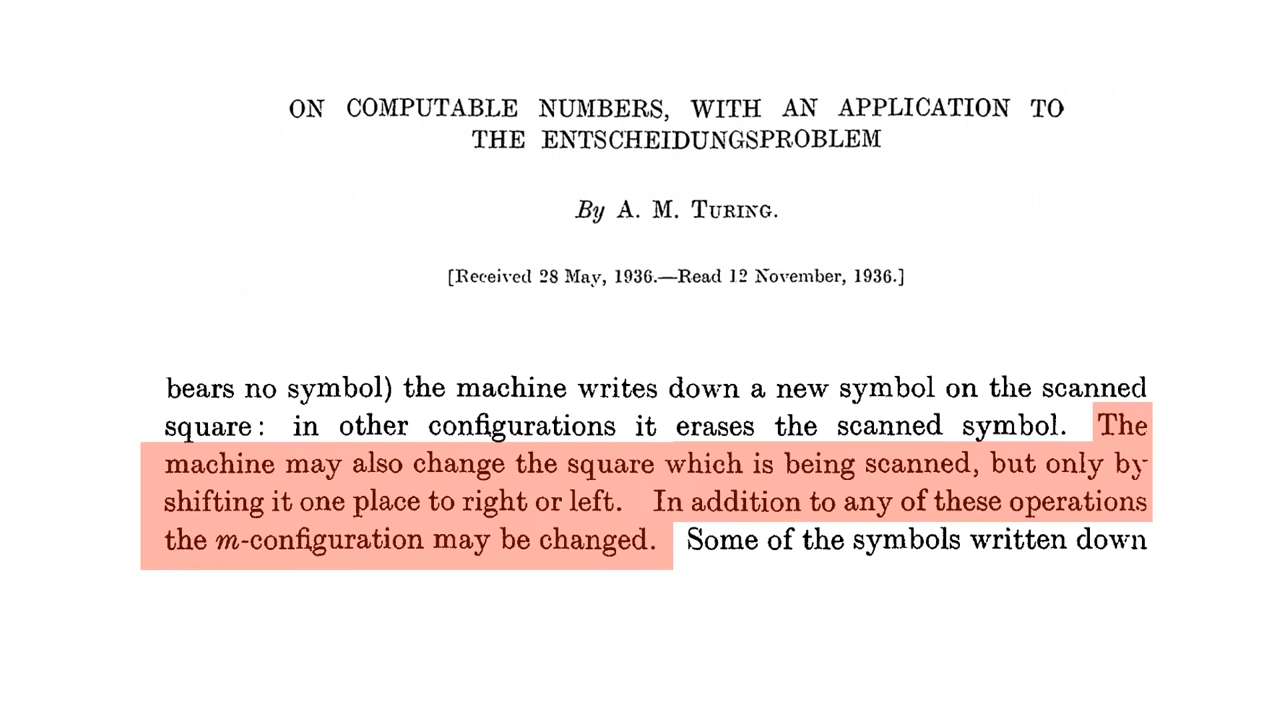 ON COMPUTABLE NUMBERS, WITH AN APPLICATION TO
THE ENTSCHEIDUNGSPROBLEM
By A. M. TURING.
[Received 28 May, 1936.—Read 12 November, 1936.]
bears no symbol) the machine writes down a new symbol on the scanned
square: in other configurations it erases the scanned symbol. The
machine may also change the square which is being scanned, but only by
shifting it one place to right or left. In addition to any of these operations
the m-configuration may be changed. Some of the symbols written down